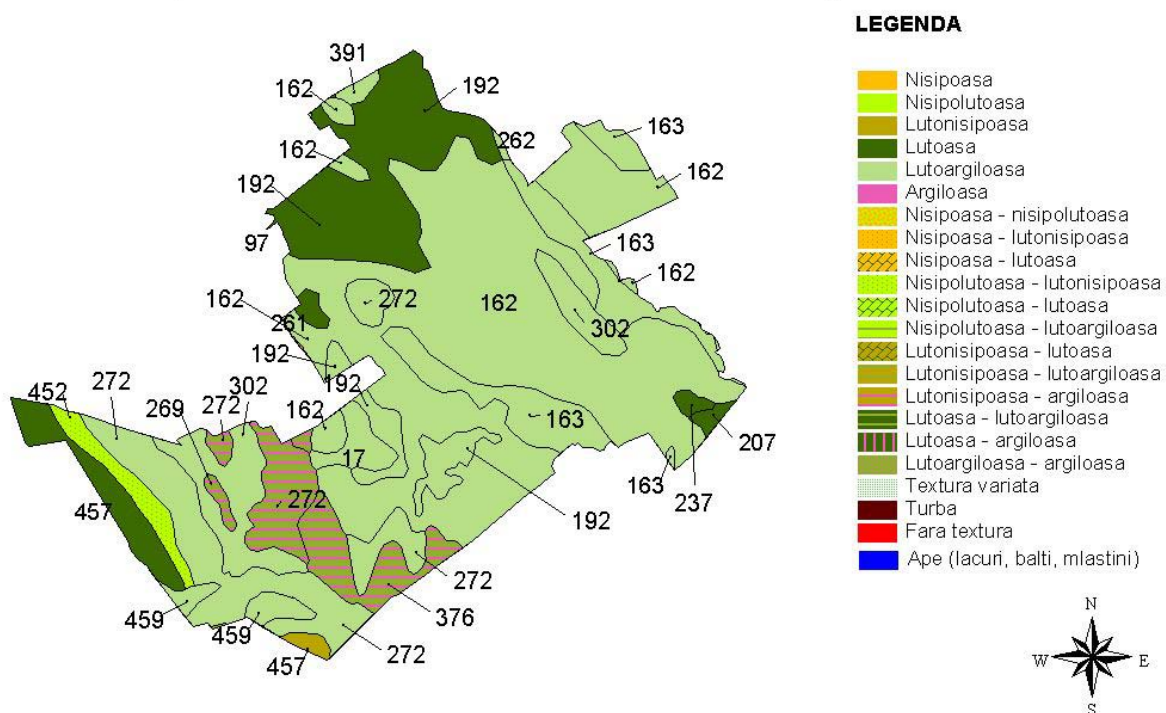 LEGENDA
Nisipoasa
Nisipolutoasa
Lutonisipoasa
Lutoasa
Lutoargiloasa
Argiloasa
Nisipoasa - nisipolutoasa
Nisipoasa - lutonisipoasa
Nisipoasa - lutoasa
Nisipolutoasa - lutonisipoasa
Nisipolutoasa - lutoasa
Nisipolutoasa - lutoargiloasa
Lutonisipoasa - lutoasa
Lutonisipoasa - lutoargiloasa
Lutonisipoasa - argiloasa
Lutoasa - lutoargiloasa
Lutoasa - argiloasa
Lutoargiloasa - argiloasa
Textura variata
Turba
Fara textura
Ape (lacuri, balti, mlastini)
N
W E
S
391
162
192
163
262
162
162
192
97
163
162
162
272
162
261
302
192
452
272
302
192
269
272
162
163
207
17
163
237
457
272
192
272
459
376
459
272
457